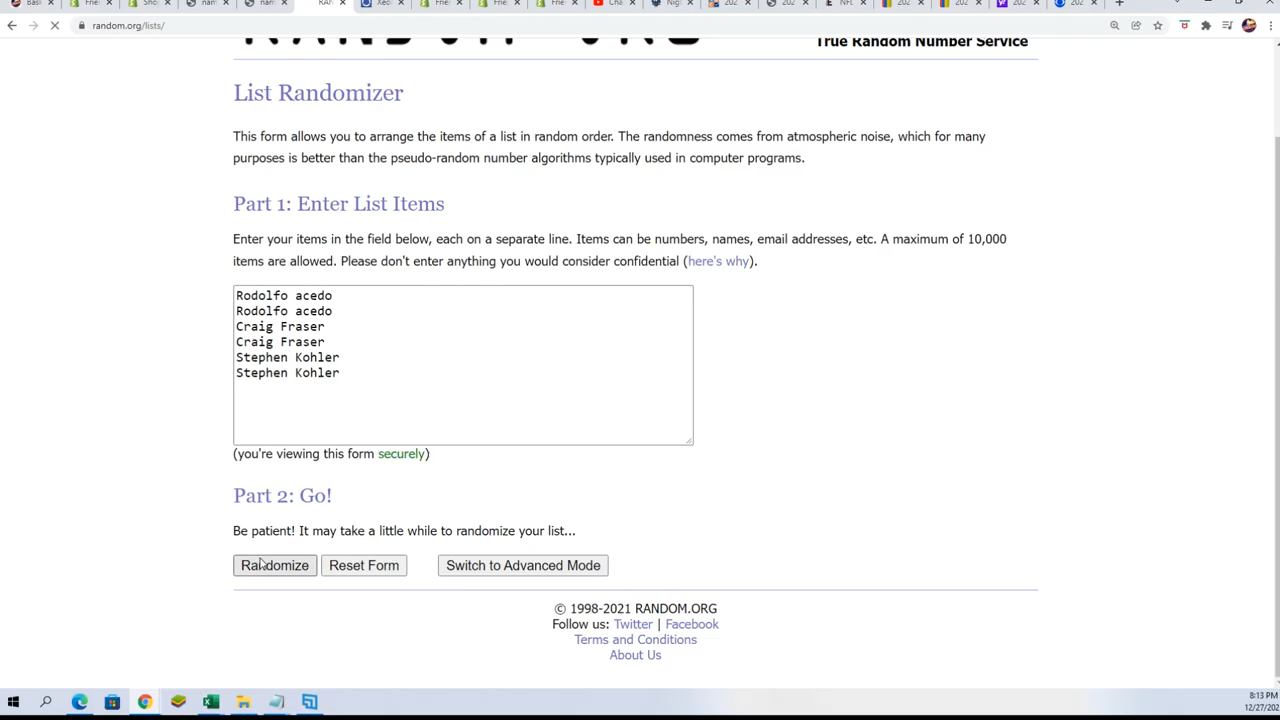 random.org/lists/
True Random Number Service
List Randomizer
This form allows you to arrange the items of a list in random order. The randomness comes from atmospheric noise, which for many
purposes is better than the pseudo-random number algorithms typically used in computer programs.
Part 1: Enter List Items
Enter your items in the field below, each on a separate line. Items can be numbers, names, email addresses, etc. A maximum of 10,000
items are allowed. Please don't enter anything you would consider confidential (here's why).
Rodolfo acedo
Rodolfo acedo
Craig Fraser
Craig Fraser
Stephen Kohler
Stephen Kohler
(you're viewing this form securely)
Part 2: Go!
Be patient! It may take a little while to randomize your list...
Randomize Reset Form Switch to Advanced Mode
© 1998-2021 RANDOM.ORG
Follow us: Twitter | Facebook
Terms and Conditions
About Us
8:13 PM
12/27/202